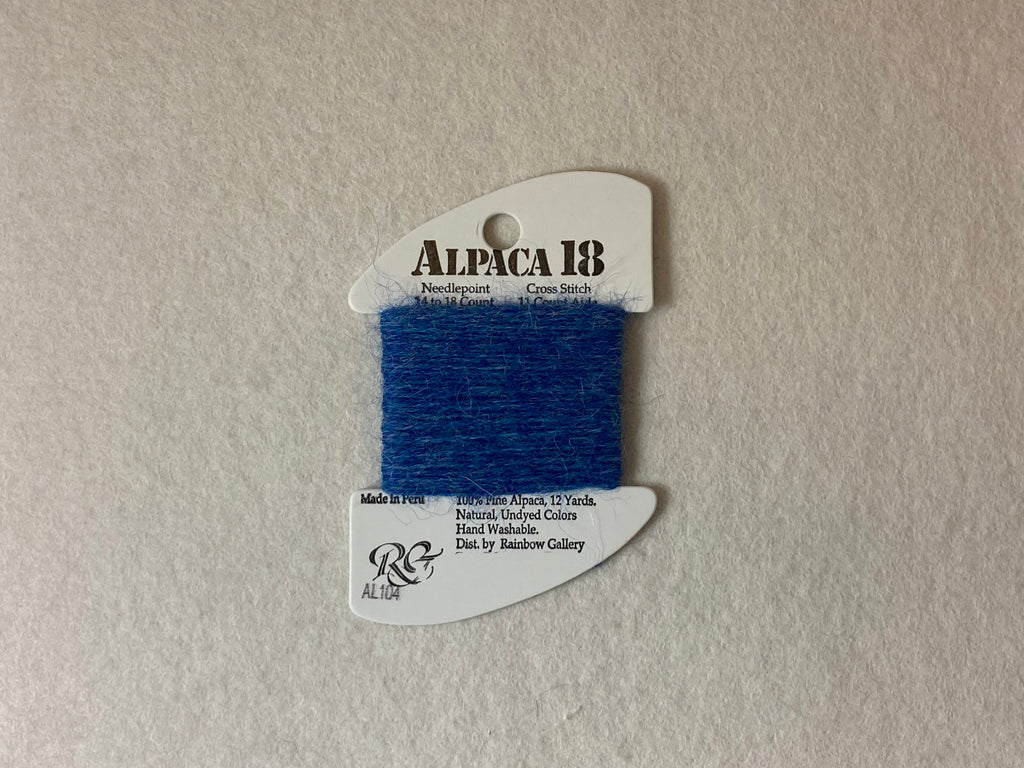 ALPACA 18
Needlepoint Cross Stitch
14 to 18 Count 11 Count Aida
Made in Peru 100% Fine Alpaca, 12 Yards.
Natural, Undyed Colors
Hand Washable.
Dist. by Rainbow Gallery
RG
AL104